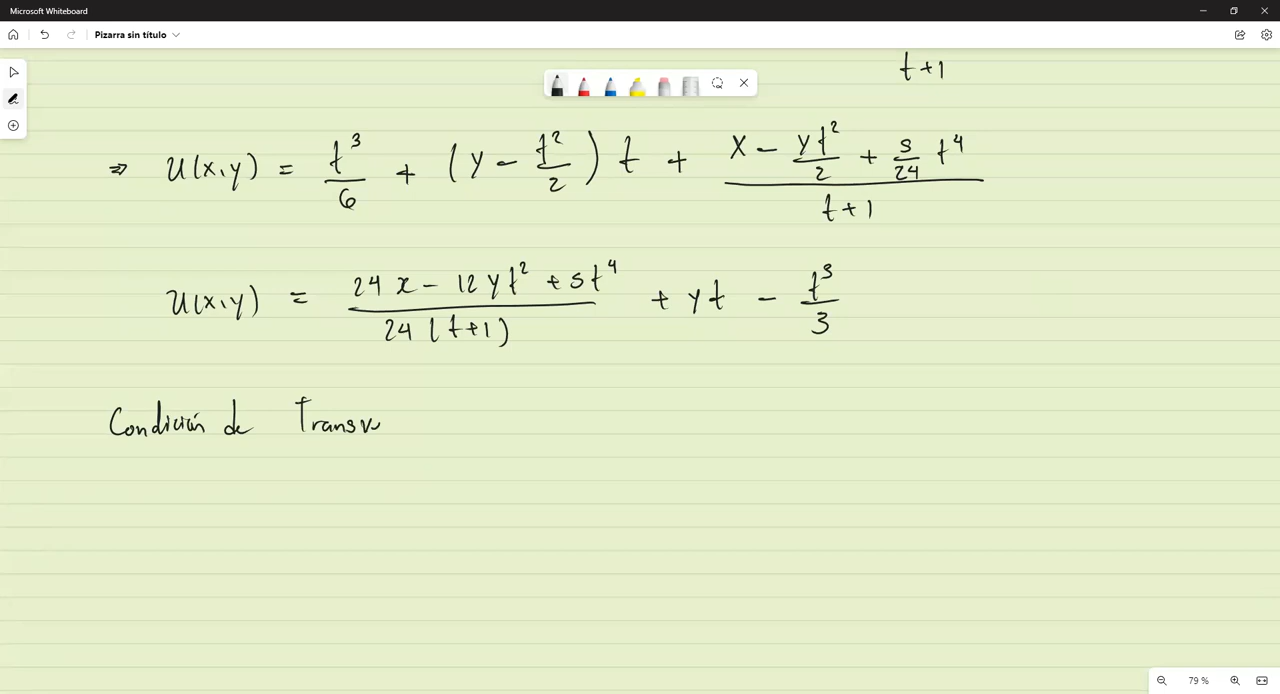 Microsoft Whiteboard
Pizarra sin título
t+1
⇒ u(x,y) = t³/6 + (y − t²/2) t + (x − yt²/2 + 5/24 t⁴)/(t+1)
u(x,y) = (24x − 12yt² + 5t⁴)/(24(t+1)) + yt − t³/3
Condición de Transv
79 %